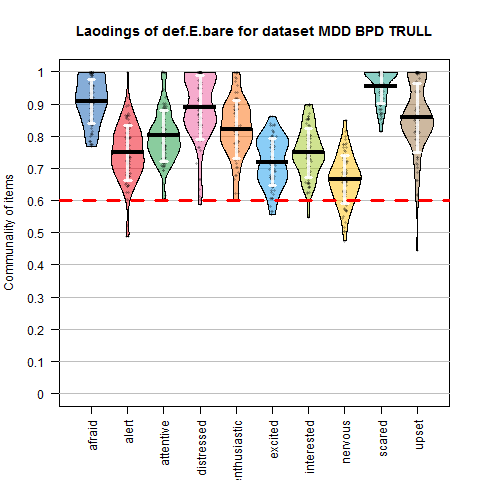 Laodings of def.E.bare for dataset MDD BPD TRULL
Communality of items
1
0.9
0.8
0.7
0.6
0.5
0.4
0.3
0.2
0.1
0
afraid
alert
attentive
distressed
enthusiastic
excited
interested
nervous
scared
upset